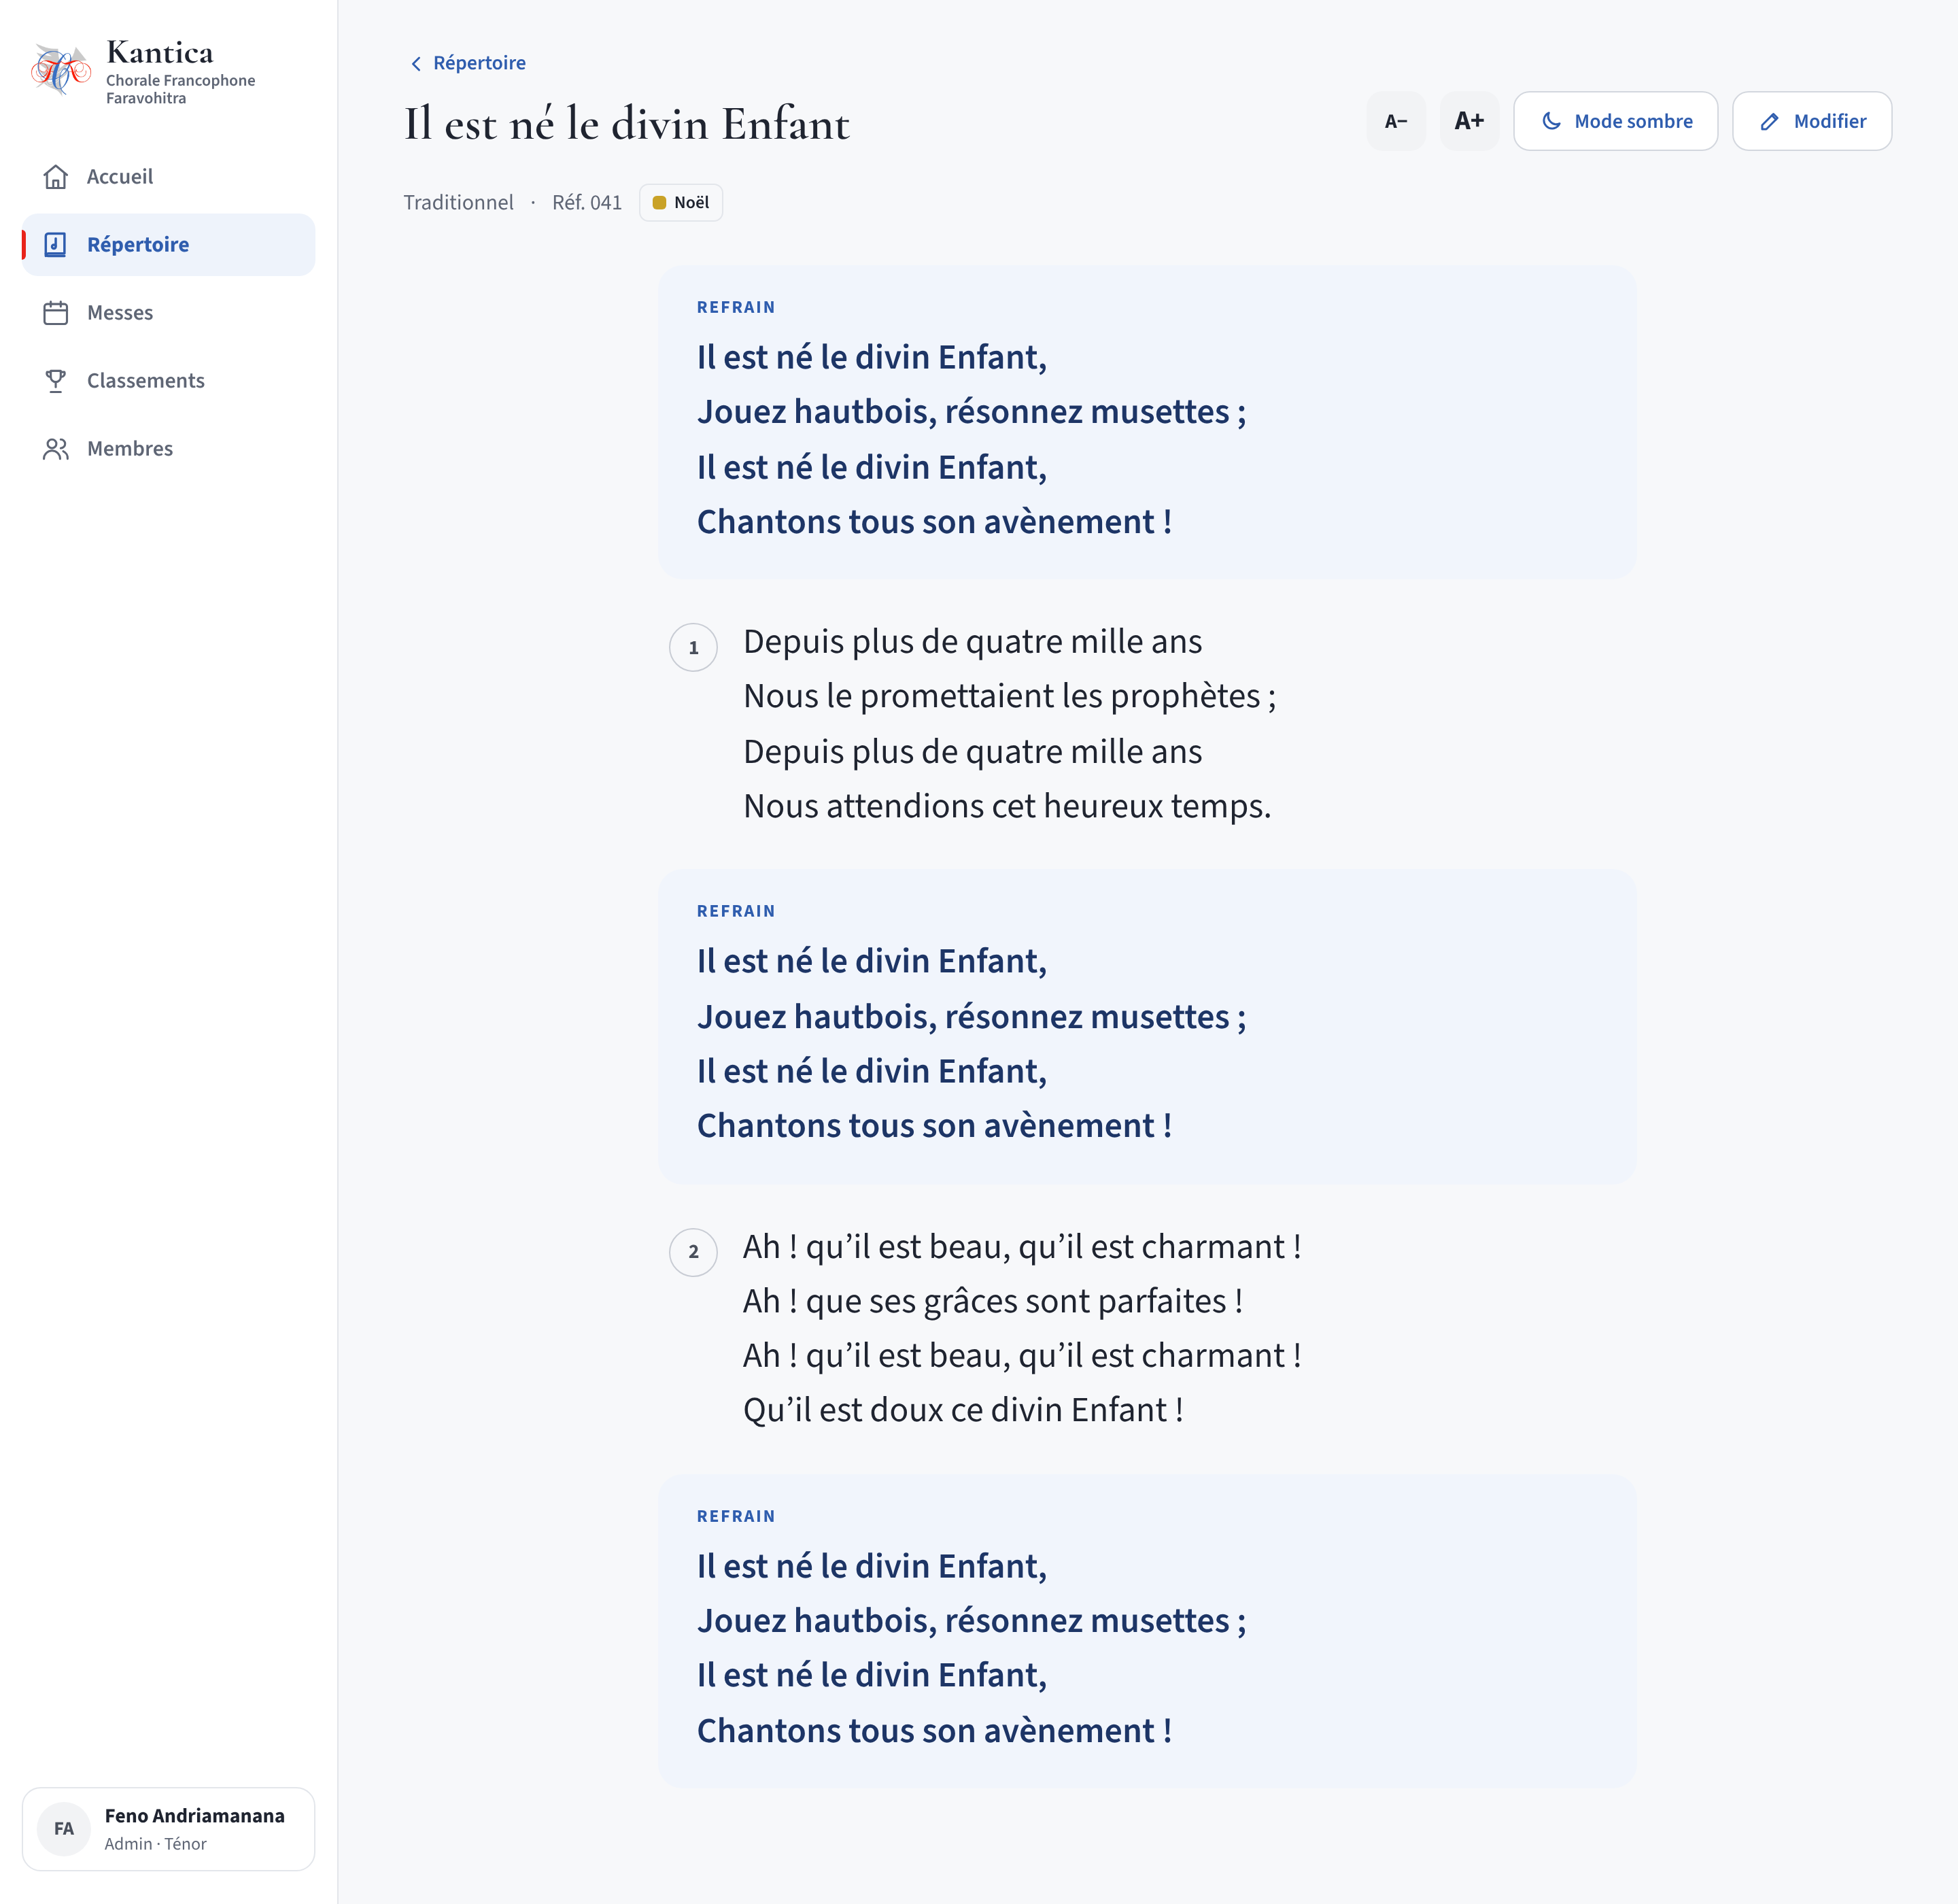 Kantica
Chorale Francophone
Faravohitra
Accueil
Répertoire
Messes
Classements
Membres
Feno Andriamanana
FA
Admin · Ténor
Répertoire
Il est né le divin Enfant
A−
A+
Mode sombre
Modifier
Traditionnel · Réf. 041
Noël
REFRAIN
Il est né le divin Enfant,
Jouez hautbois, résonnez musettes ;
Il est né le divin Enfant,
Chantons tous son avènement !
1
Depuis plus de quatre mille ans
Nous le promettaient les prophètes ;
Depuis plus de quatre mille ans
Nous attendions cet heureux temps.
REFRAIN
Il est né le divin Enfant,
Jouez hautbois, résonnez musettes ;
Il est né le divin Enfant,
Chantons tous son avènement !
2
Ah ! qu’il est beau, qu’il est charmant !
Ah ! que ses grâces sont parfaites !
Ah ! qu’il est beau, qu’il est charmant !
Qu’il est doux ce divin Enfant !
REFRAIN
Il est né le divin Enfant,
Jouez hautbois, résonnez musettes ;
Il est né le divin Enfant,
Chantons tous son avènement !